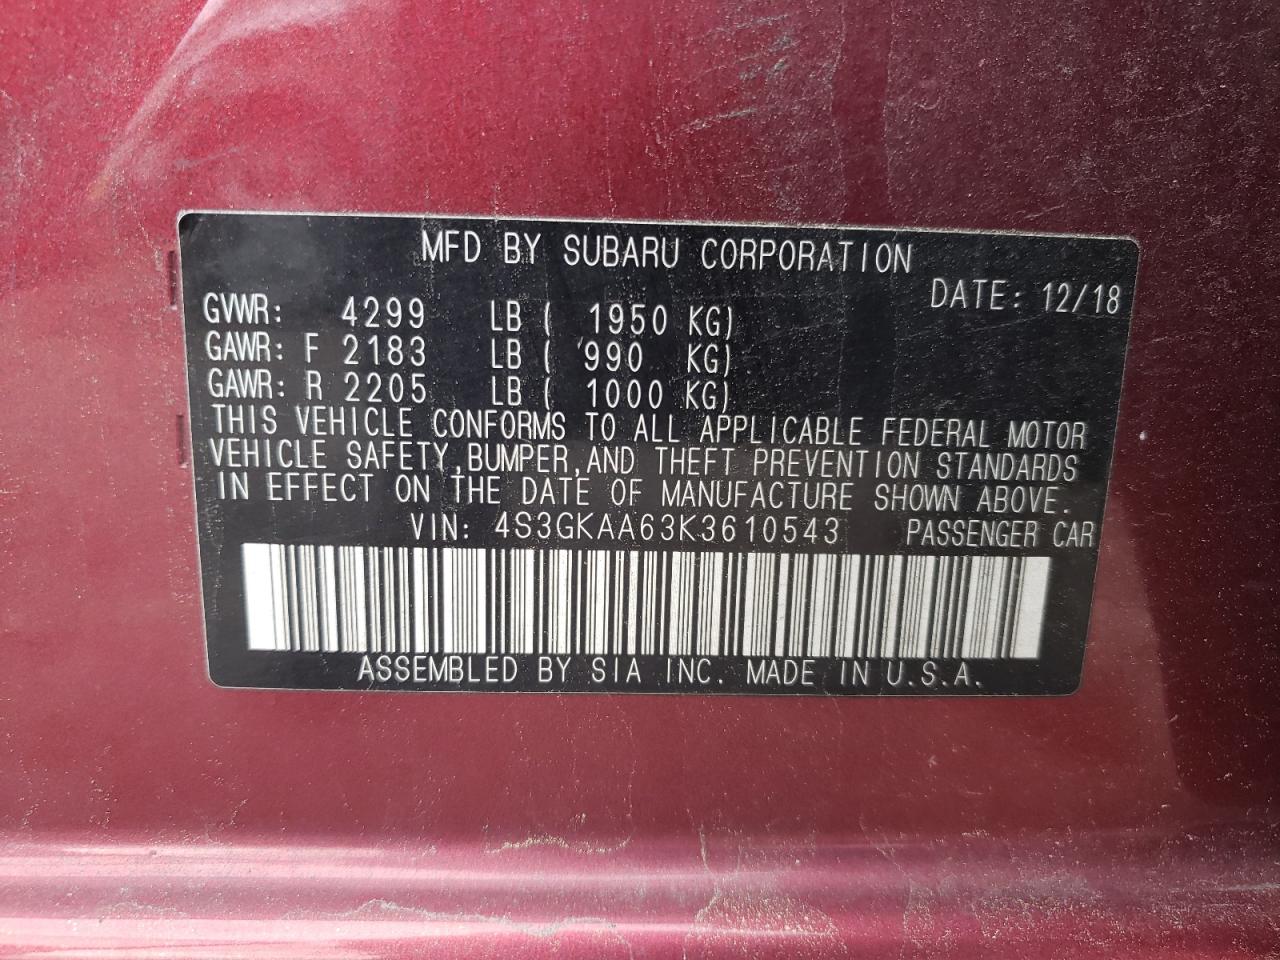 MFD BY SUBARU CORPORATION
DATE: 12/18
GVWR: 4299 LB ( 1950 KG)
GAWR: F 2183 LB ( 990 KG)
GAWR: R 2205 LB ( 1000 KG)
THIS VEHICLE CONFORMS TO ALL APPLICABLE FEDERAL MOTOR
VEHICLE SAFETY,BUMPER,AND THEFT PREVENTION STANDARDS
IN EFFECT ON THE DATE OF MANUFACTURE SHOWN ABOVE.
VIN: 4S3GKAA63K3610543 PASSENGER CAR
ASSEMBLED BY SIA INC. MADE IN U.S.A.